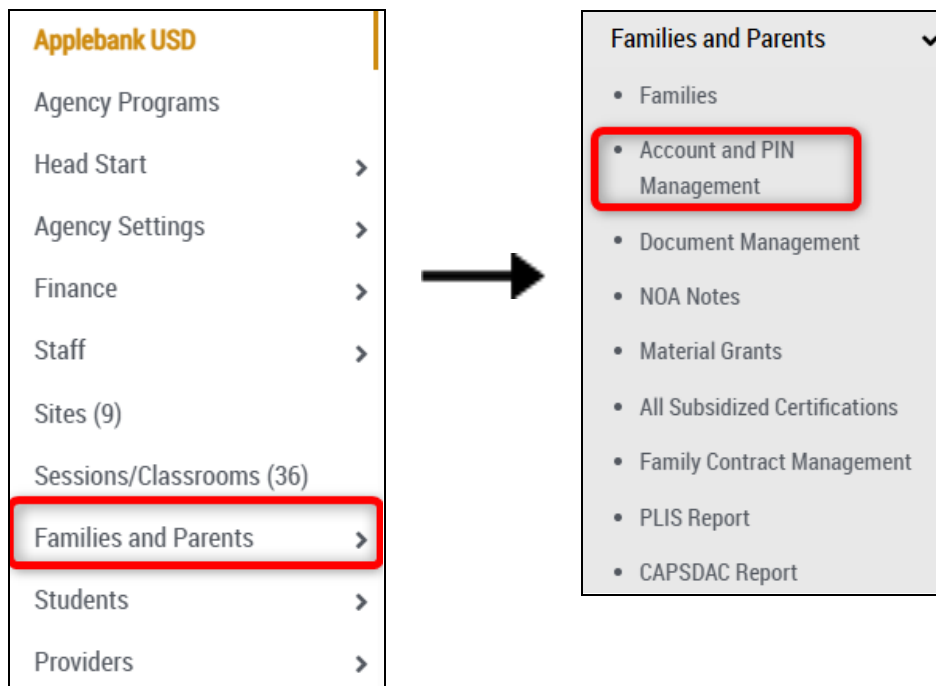 Applebank USD
Agency Programs
Head Start
Agency Settings
Finance
Staff
Sites (9)
Sessions/Classrooms (36)
Families and Parents
Students
Providers
Families and Parents
Families
Account and PIN
Management
Document Management
NOA Notes
Material Grants
All Subsidized Certifications
Family Contract Management
PLIS Report
CAPSDAC Report